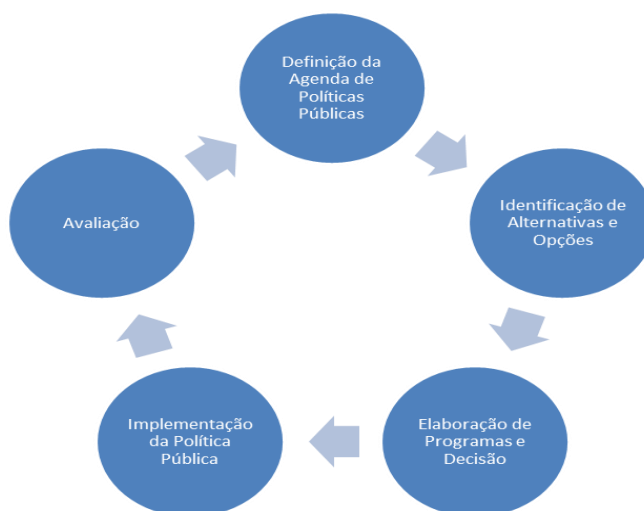 Definição da
Agenda de
Políticas
Públicas
Identificação de
Alternativas e
Opções
Elaboração de
Programas e
Decisão
Implementação
da Política
Pública
Avaliação